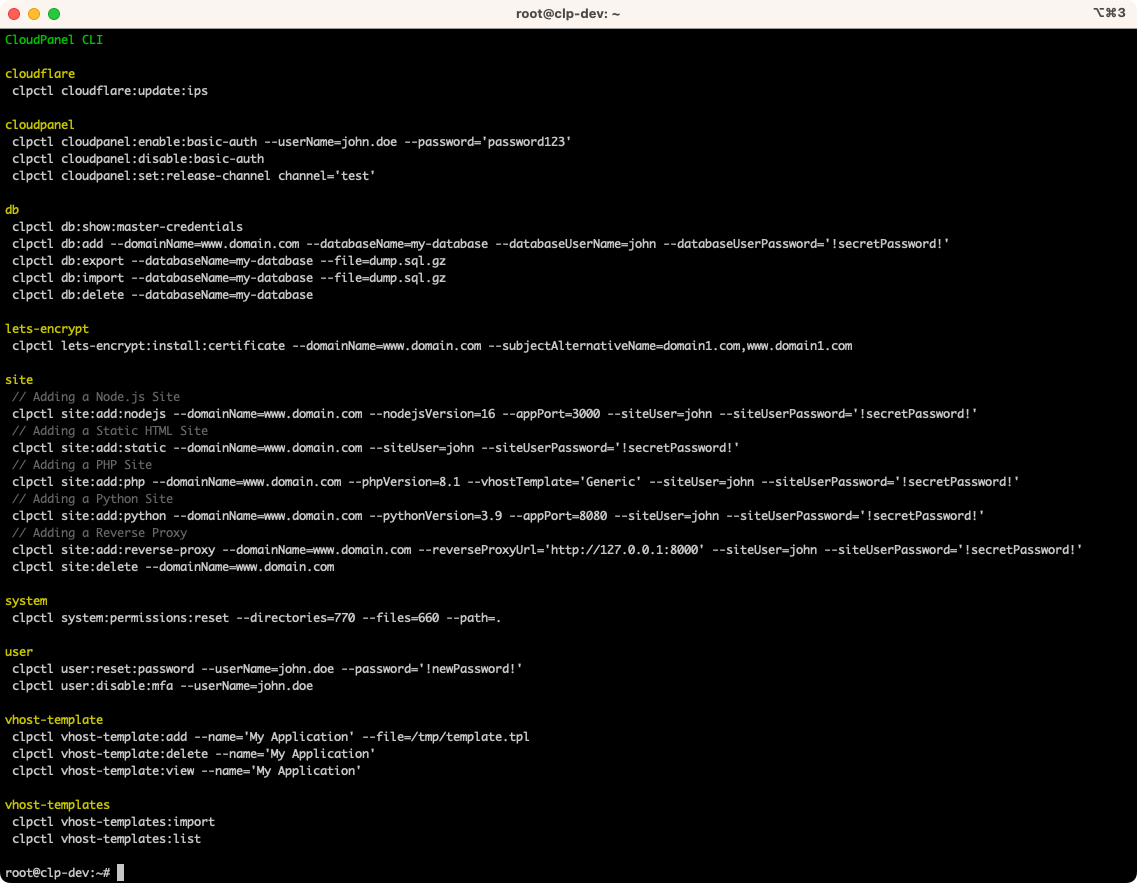 root@clp-dev: ~
⌥⌘3
CloudPanel CLI
cloudflare
clpctl cloudflare:update:ips
cloudpanel
clpctl cloudpanel:enable:basic-auth --userName=john.doe --password='password123'
clpctl cloudpanel:disable:basic-auth
clpctl cloudpanel:set:release-channel channel='test'
db
clpctl db:show:master-credentials
clpctl db:add --domainName=www.domain.com --databaseName=my-database --databaseUserName=john --databaseUserPassword='!secretPassword!'
clpctl db:export --databaseName=my-database --file=dump.sql.gz
clpctl db:import --databaseName=my-database --file=dump.sql.gz
clpctl db:delete --databaseName=my-database
lets-encrypt
clpctl lets-encrypt:install:certificate --domainName=www.domain.com --subjectAlternativeName=domain1.com,www.domain1.com
site
// Adding a Node.js Site
clpctl site:add:nodejs --domainName=www.domain.com --nodejsVersion=16 --appPort=3000 --siteUser=john --siteUserPassword='!secretPassword!'
// Adding a Static HTML Site
clpctl site:add:static --domainName=www.domain.com --siteUser=john --siteUserPassword='!secretPassword!'
// Adding a PHP Site
clpctl site:add:php --domainName=www.domain.com --phpVersion=8.1 --vhostTemplate='Generic' --siteUser=john --siteUserPassword='!secretPassword!'
// Adding a Python Site
clpctl site:add:python --domainName=www.domain.com --pythonVersion=3.9 --appPort=8080 --siteUser=john --siteUserPassword='!secretPassword!'
// Adding a Reverse Proxy
clpctl site:add:reverse-proxy --domainName=www.domain.com --reverseProxyUrl='http://127.0.0.1:8000' --siteUser=john --siteUserPassword='!secretPassword!'
clpctl site:delete --domainName=www.domain.com
system
clpctl system:permissions:reset --directories=770 --files=660 --path=.
user
clpctl user:reset:password --userName=john.doe --password='!newPassword!'
clpctl user:disable:mfa --userName=john.doe
vhost-template
clpctl vhost-template:add --name='My Application' --file=/tmp/template.tpl
clpctl vhost-template:delete --name='My Application'
clpctl vhost-template:view --name='My Application'
vhost-templates
clpctl vhost-templates:import
clpctl vhost-templates:list
root@clp-dev:~#